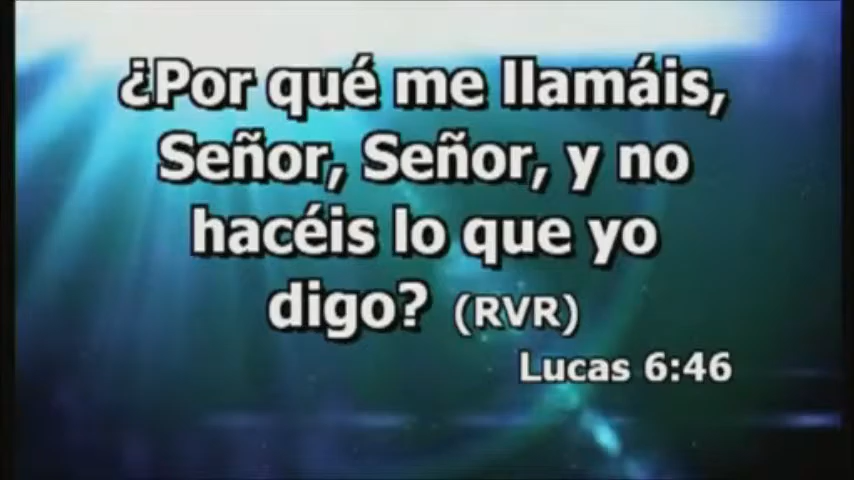 ¿Por qué me llamáis,
Señor, Señor, y no
hacéis lo que yo
digo? (RVR)
Lucas 6:46